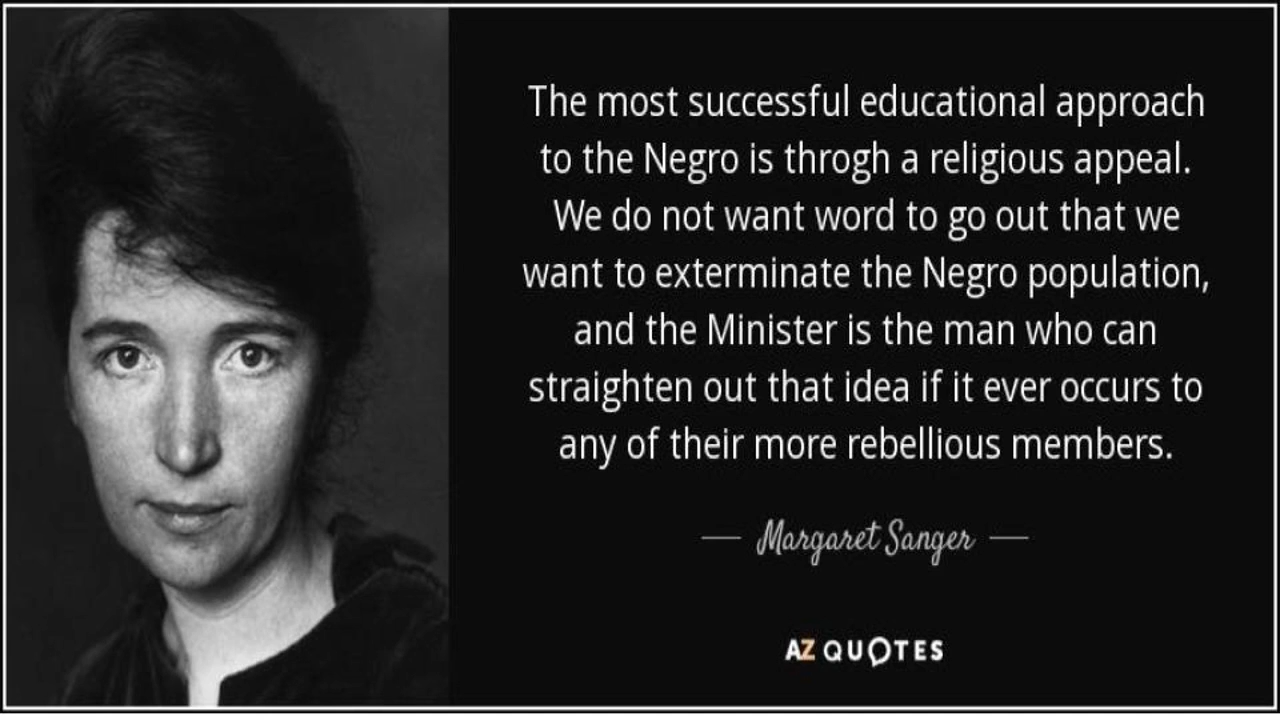 The most successful educational approach
to the Negro is throgh a religious appeal.
We do not want word to go out that we
want to exterminate the Negro population,
and the Minister is the man who can
straighten out that idea if it ever occurs to
any of their more rebellious members.
— Margaret Sanger —
AZ QUOTES